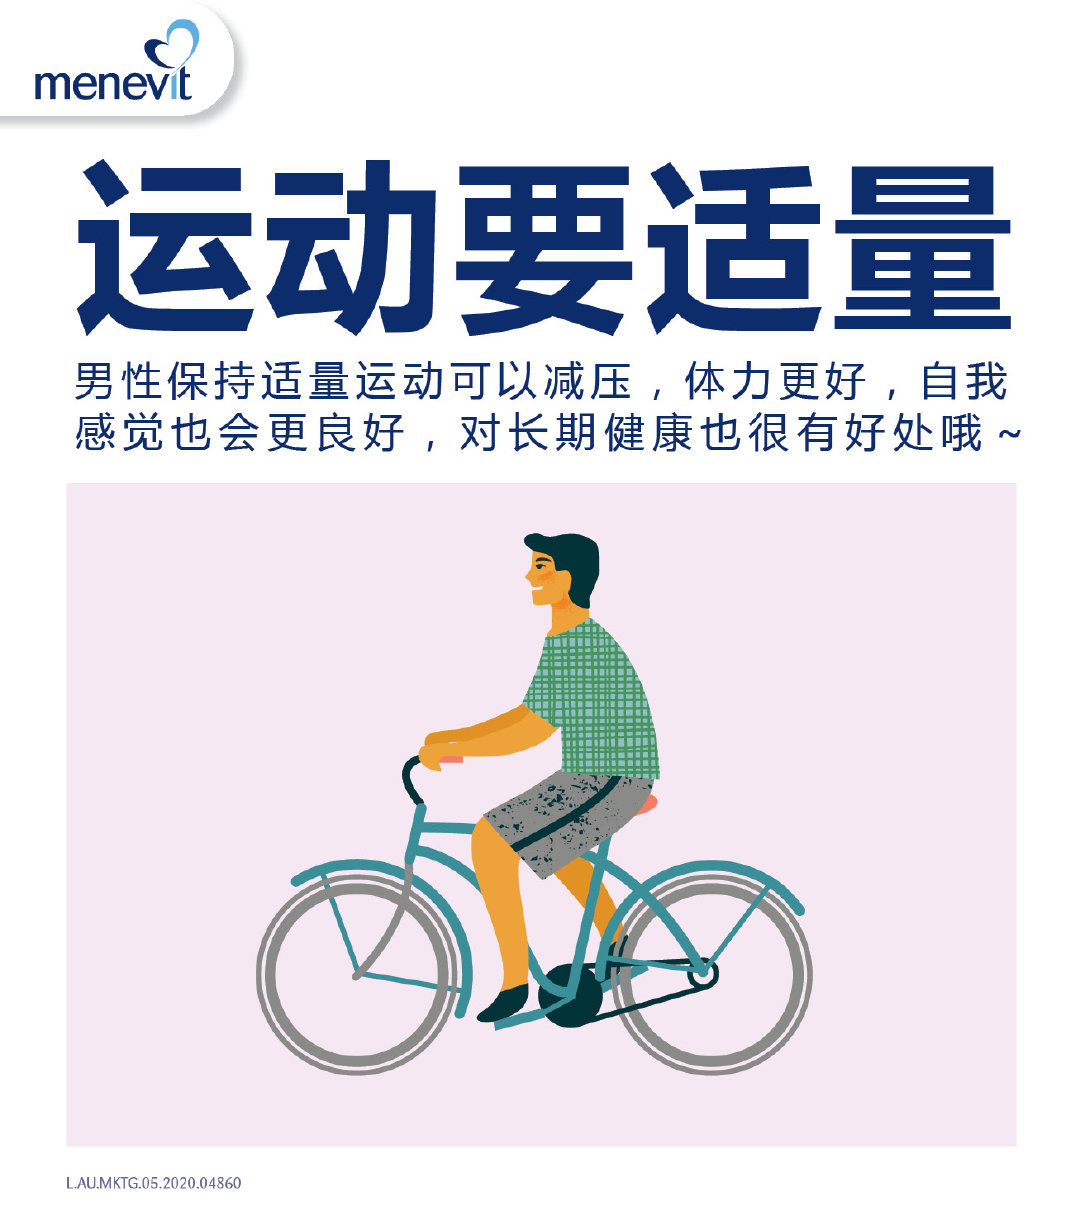 menevit
运动要适量
男性保持适量运动可以减压，体力更好，自我
感觉也会更良好，对长期健康也很有好处哦~
L.AU.MKTG.05.2020.04860